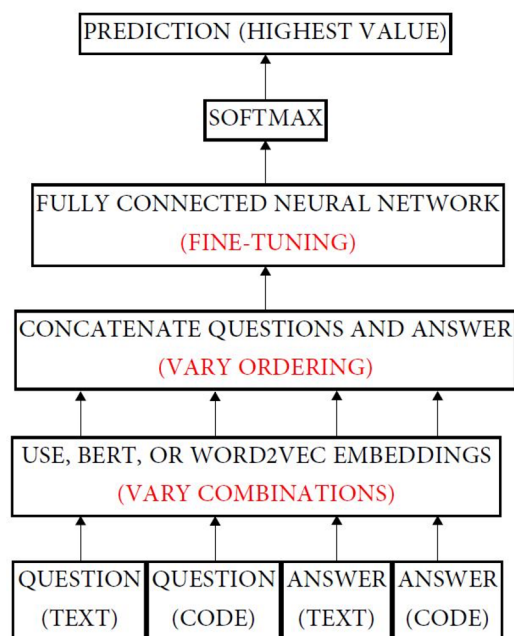 PREDICTION (HIGHEST VALUE)
SOFTMAX
FULLY CONNECTED NEURAL NETWORK
(FINE-TUNING)
CONCATENATE QUESTIONS AND ANSWER
(VARY ORDERING)
USE, BERT, OR WORD2VEC EMBEDDINGS
(VARY COMBINATIONS)
QUESTION QUESTION ANSWER ANSWER
(TEXT) (CODE) (TEXT) (CODE)